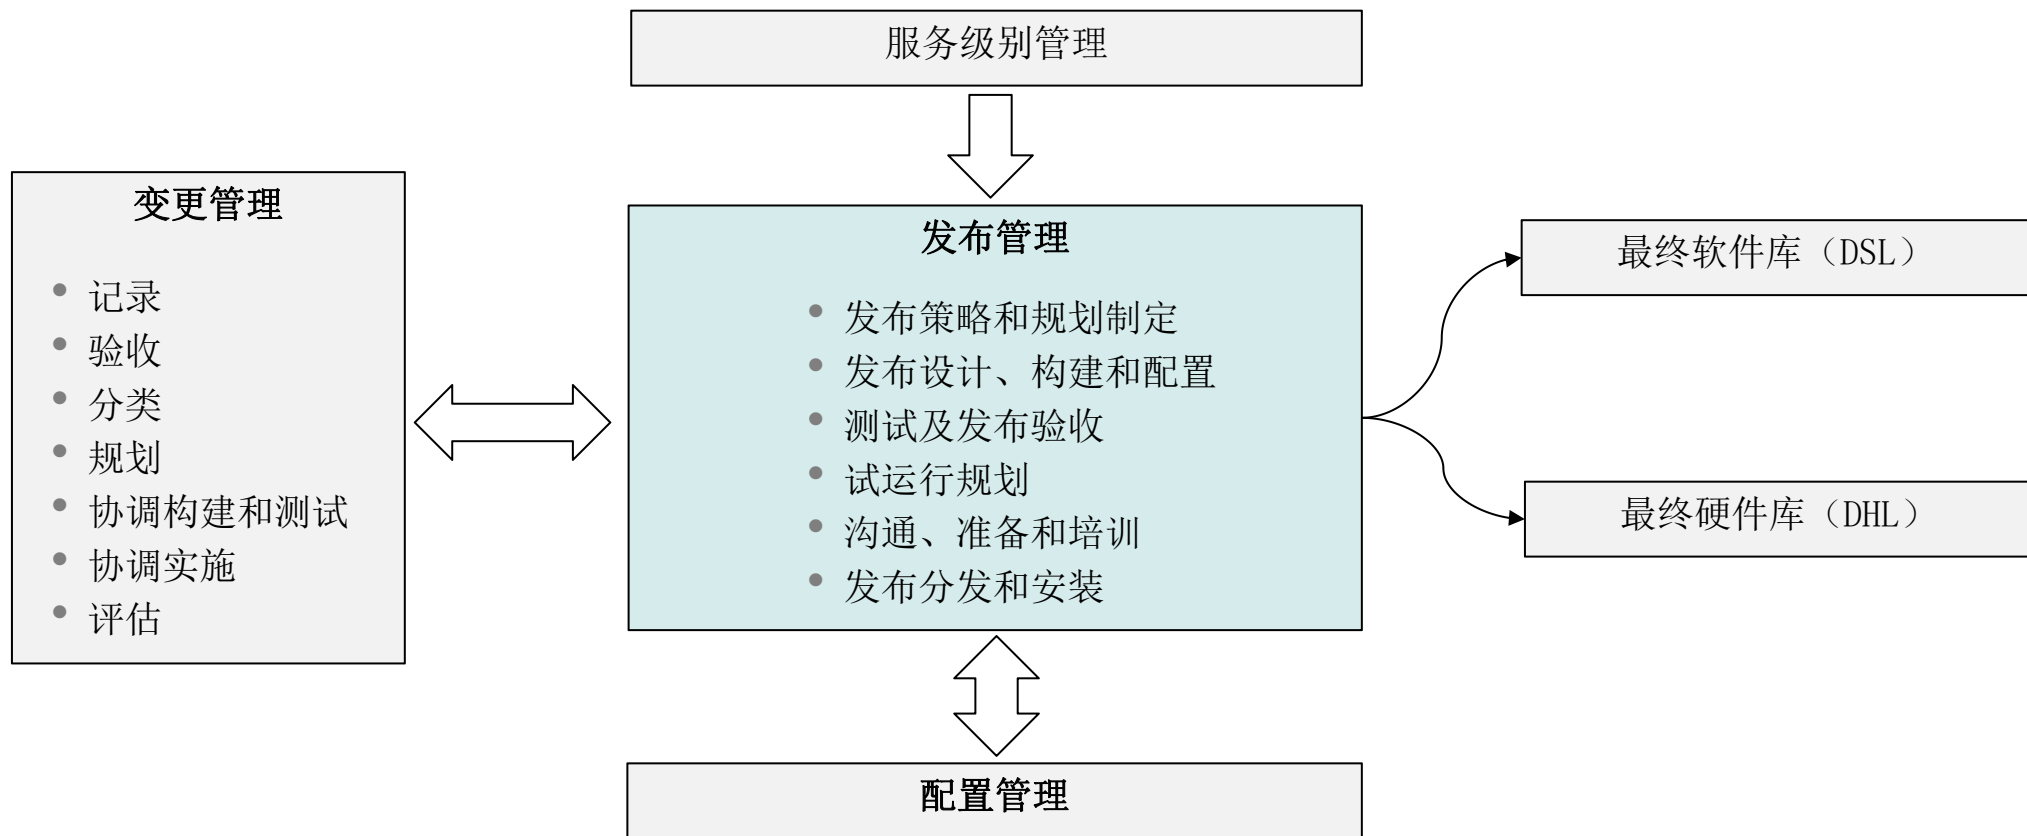 服务级别管理
变更管理
记录
验收
分类
规划
协调构建和测试
协调实施
评估
发布管理
发布策略和规划制定
发布设计、构建和配置
测试及发布验收
试运行规划
沟通、准备和培训
发布分发和安装
最终软件库（DSL）
最终硬件库（DHL）
配置管理